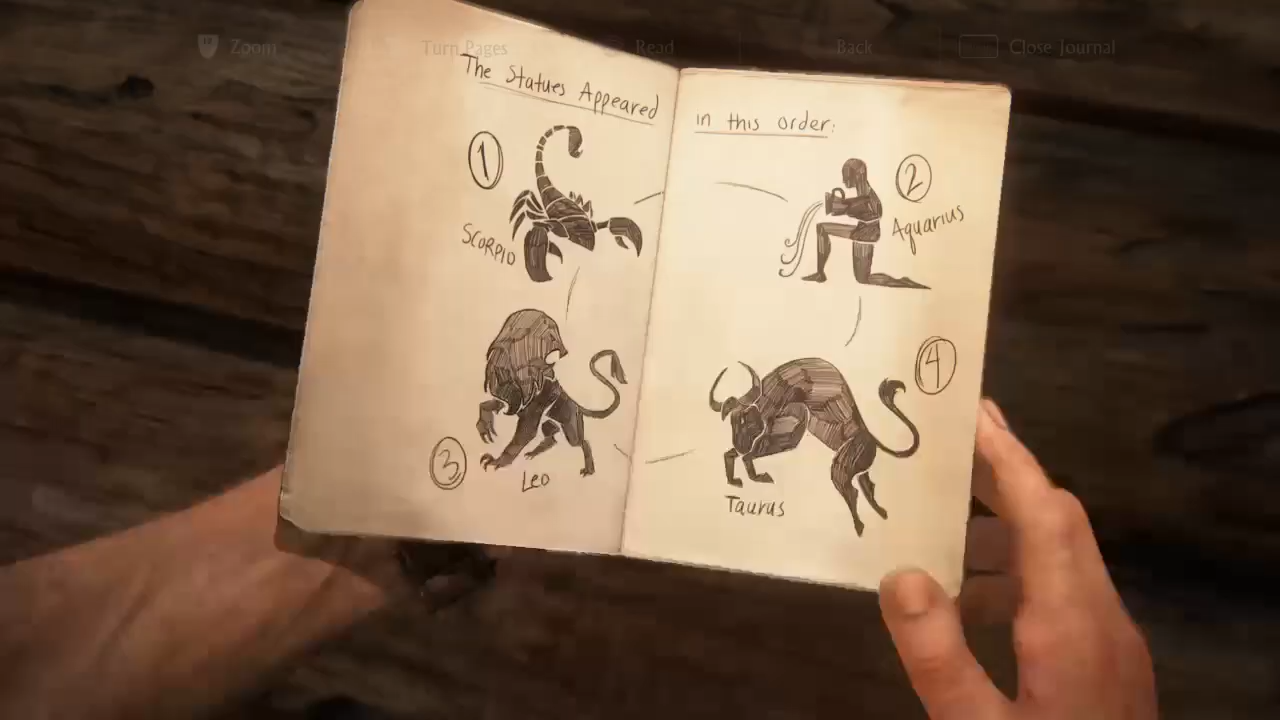 Zoom Turn Pages Read Back Close Journal
The Statues Appeared in this order:
1
2
Scorpio
Aquarius
3
4
Leo
Taurus